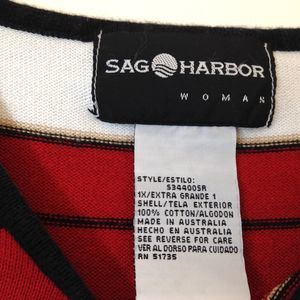 SAG HARBOR
WOMAN
STYLE/ESTILO:
S34400SR
1X/EXTRA GRANDE 1
SHELL/TELA EXTERIOR
100% COTTON/ALGODON
MADE IN AUSTRALIA
HECHO EN AUSTRALIA
SEE REVERSE FOR CARE
VER AL DORSO PARA CUIDADO
RN 51735